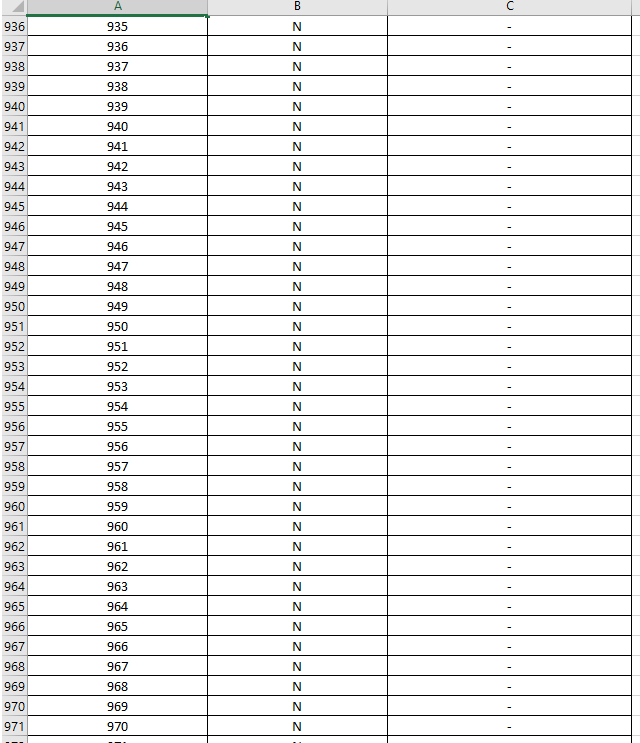 A B C
936 935 N -
937 936 N -
938 937 N -
939 938 N -
940 939 N -
941 940 N -
942 941 N -
943 942 N -
944 943 N -
945 944 N -
946 945 N -
947 946 N -
948 947 N -
949 948 N -
950 949 N -
951 950 N -
952 951 N -
953 952 N -
954 953 N -
955 954 N -
956 955 N -
957 956 N -
958 957 N -
959 958 N -
960 959 N -
961 960 N -
962 961 N -
963 962 N -
964 963 N -
965 964 N -
966 965 N -
967 966 N -
968 967 N -
969 968 N -
970 969 N -
971 970 N -